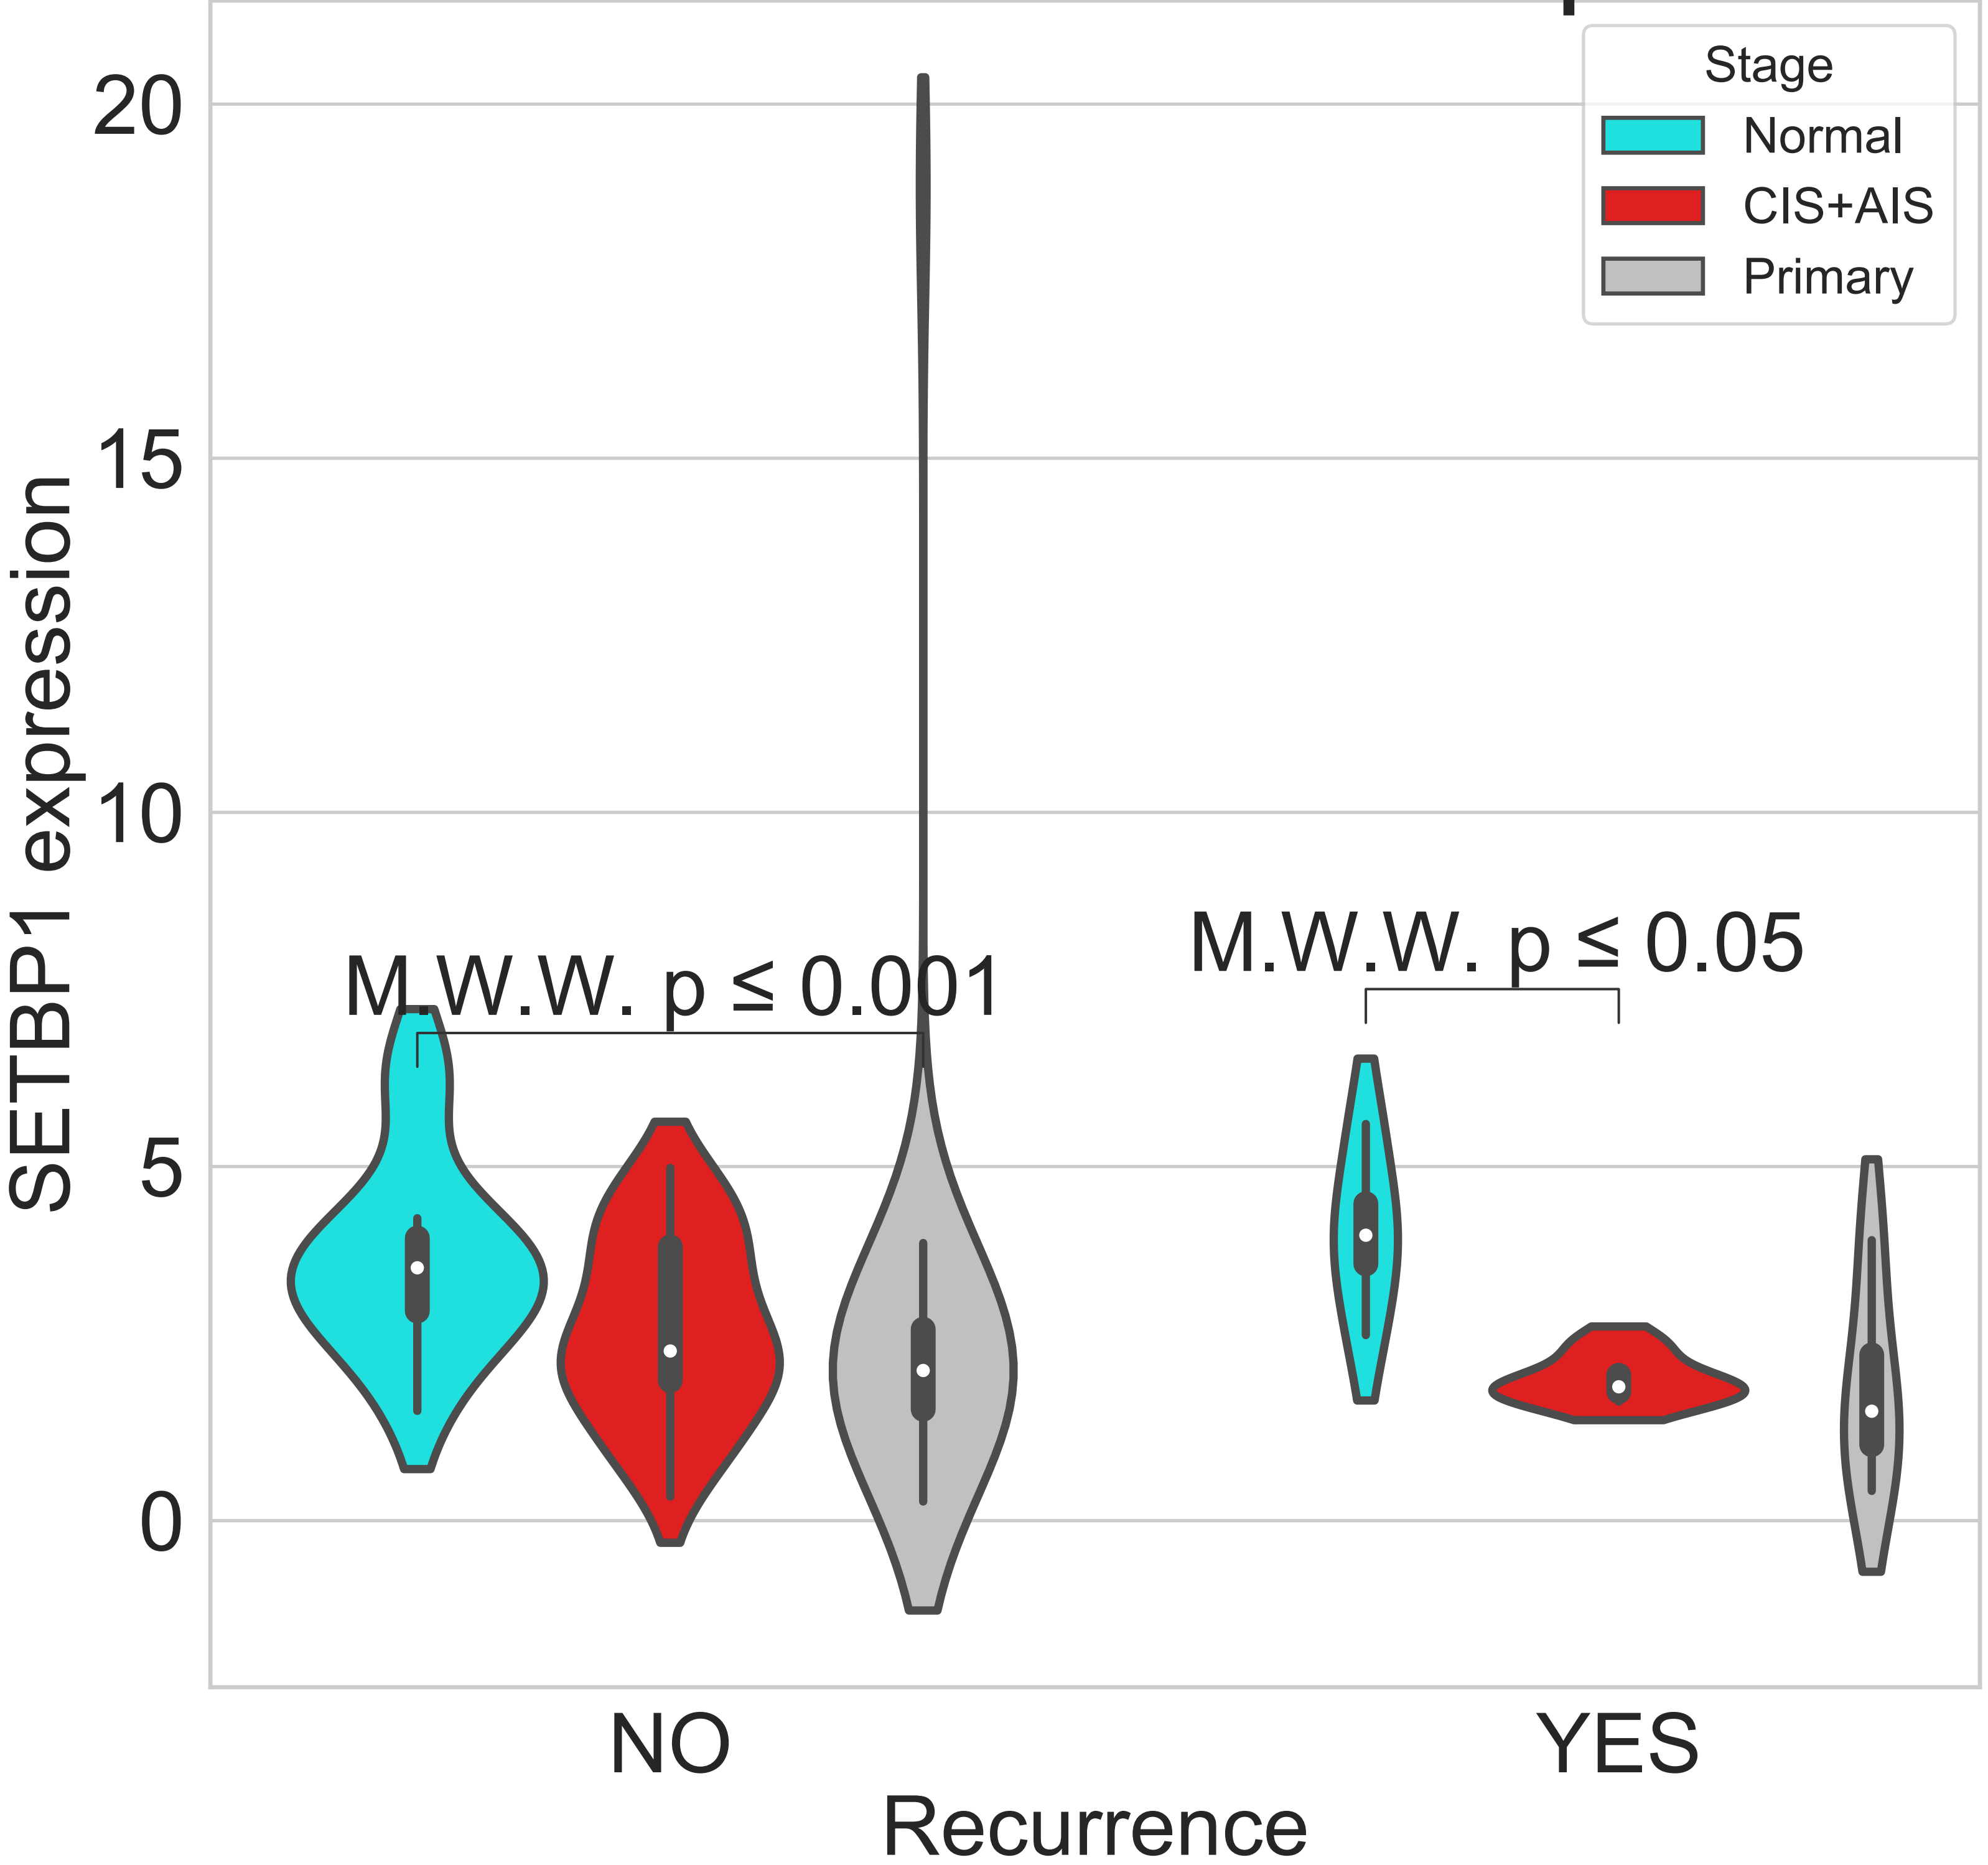 Stage
Normal
CIS+AIS
Primary
20
15
10
5
0
SETBP1 expression
M.W.W. p ≤ 0.001
M.W.W. p ≤ 0.05
NO
YES
Recurrence